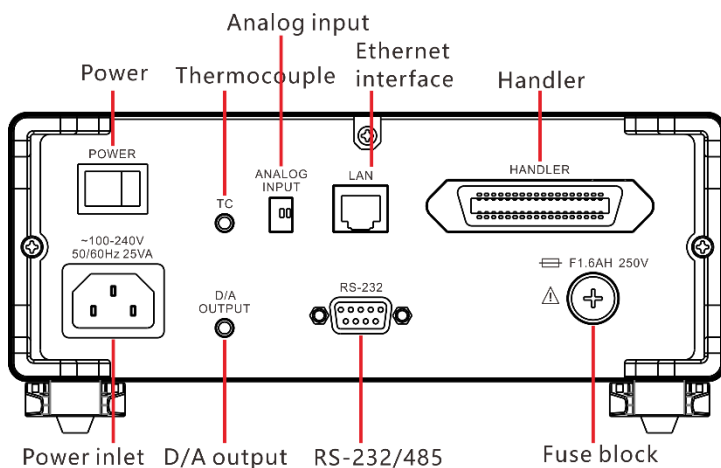 Analog input
Power
Thermocouple
Ethernet
interface
Handler
POWER
ANALOG
INPUT
LAN
HANDLER
TC
~100-240V
50/60Hz 25VA
F1.6AH 250V
D/A
OUTPUT
RS-232
Power inlet
D/A output
RS-232/485
Fuse block